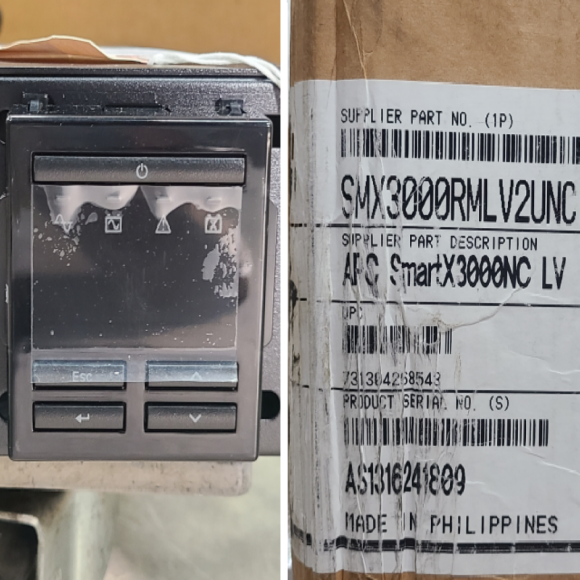 Esc
SUPPLIER PART NO. (1P)
SMX3000RMLV2UNC
SUPPLIER PART DESCRIPTION
APC SmartX3000NC LV
UPC
731304268543
PRODUCT SERIAL NO. (S)
AS1316241809
MADE IN PHILIPPINES